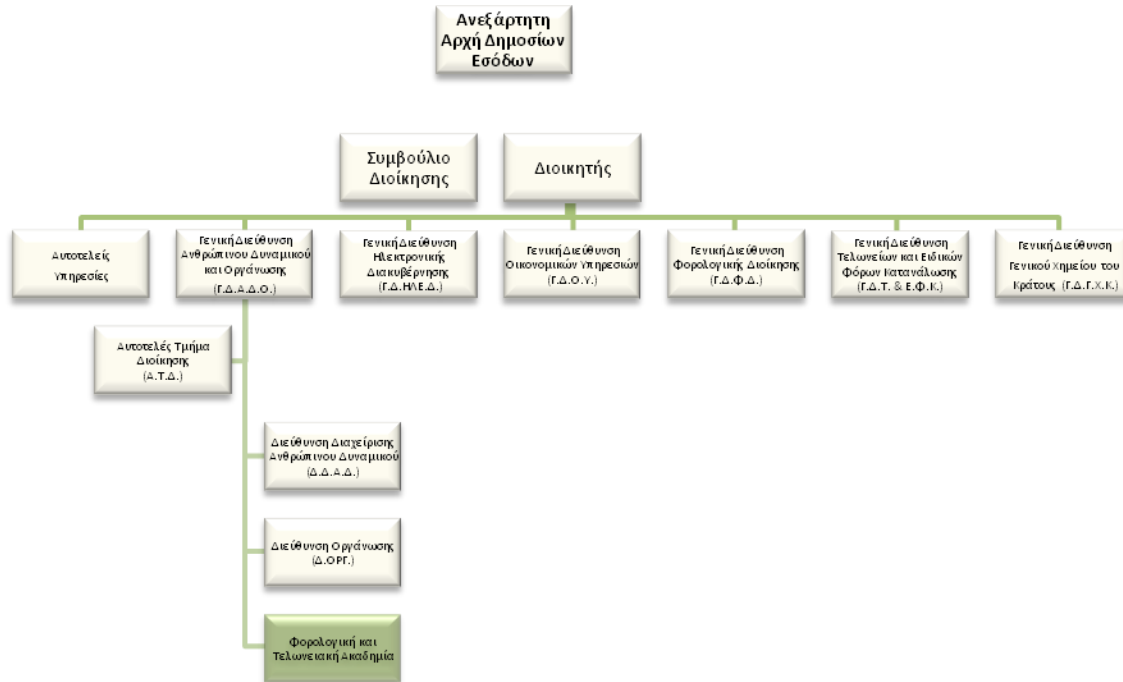 Ανεξάρτητη
Αρχή Δημοσίων
Εσόδων
Συμβούλιο
Διοίκησης
Διοικητής
Αυτοτελείς
Υπηρεσίες
Γενική Διεύθυνση
Ανθρώπινου Δυναμικού
και Οργάνωσης
(Γ.Δ.Α.Δ.Ο.)
Γενική Διεύθυνση
Ηλεκτρονικής
Διακυβέρνησης
(Γ.Δ.ΗΛΕ.Δ.)
Γενική Διεύθυνση
Οικονομικών Υπηρεσιών
(Γ.Δ.Ο.Υ.)
Γενική Διεύθυνση
Φορολογικής Διοίκησης
(Γ.Δ.Φ.Δ.)
Γενική Διεύθυνση
Τελωνείων και Ειδικών
Φόρων Κατανάλωσης
(Γ.Δ.Τ. & Ε.Φ.Κ.)
Γενική Διεύθυνση
Γενικού Χημείου του
Κράτους (Γ.Δ.Γ.Χ.Κ.)
Αυτοτελές Τμήμα
Διοίκησης
(Α.Τ.Δ.)
Διεύθυνση Διαχείρισης
Ανθρώπινου Δυναμικού
(Δ.Δ.Α.Δ.)
Διεύθυνση Οργάνωσης
(Δ.ΟΡΓ.)
Φορολογική και
Τελωνειακή Ακαδημία